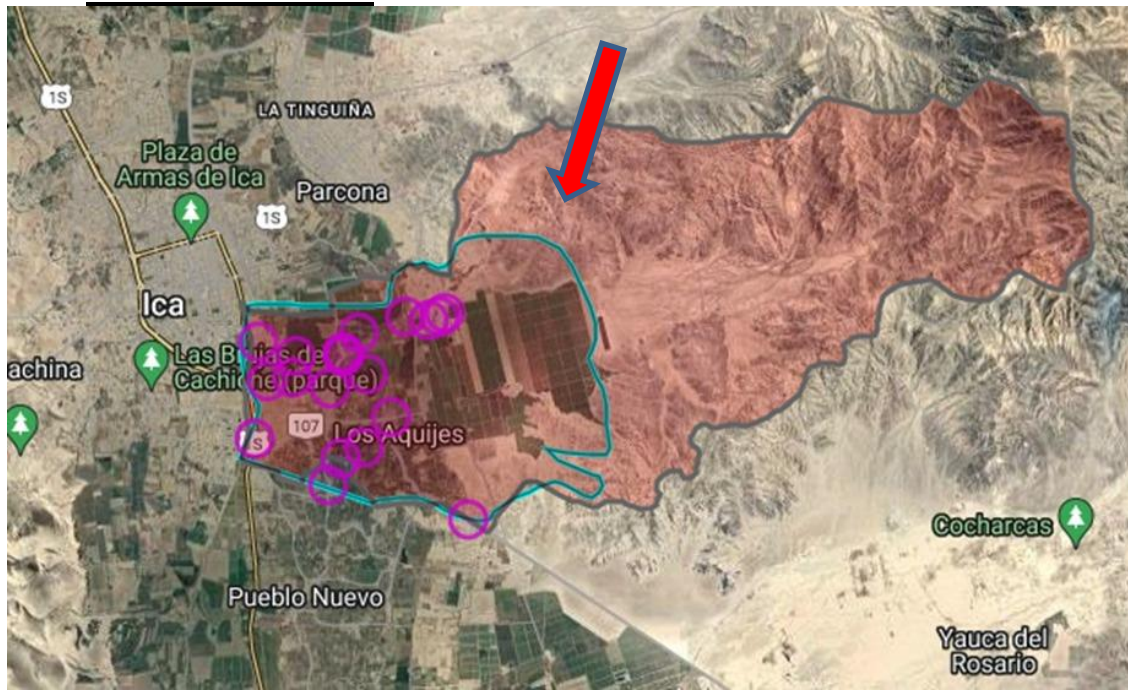 1S
LA TINGUIÑA
Plaza de
Armas de Ica
Parcona
1S
Ica
achina
Las Brujas de
Cachiche (parque)
107
Los Aquijes
S
Cocharcas
Pueblo Nuevo
Yauca del
Rosario